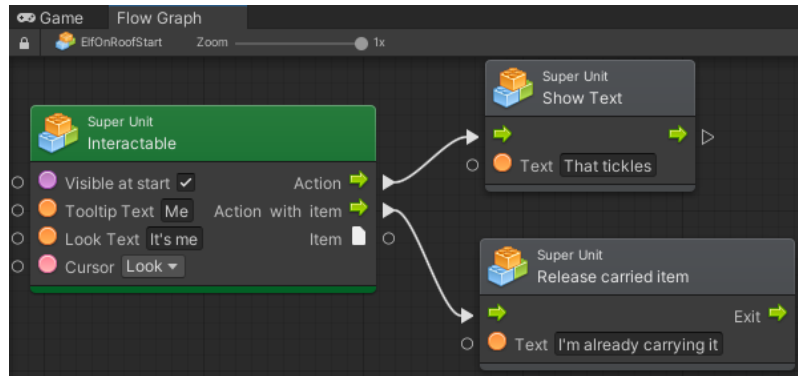 Game Flow Graph
ElfOnRoofStart Zoom 1x
Super Unit
Interactable
Visible at start Action
Tooltip Text Me Action with item
Look Text It's me Item
Cursor Look
Super Unit
Show Text
Text That tickles
Super Unit
Release carried item
Exit
Text I'm already carrying it